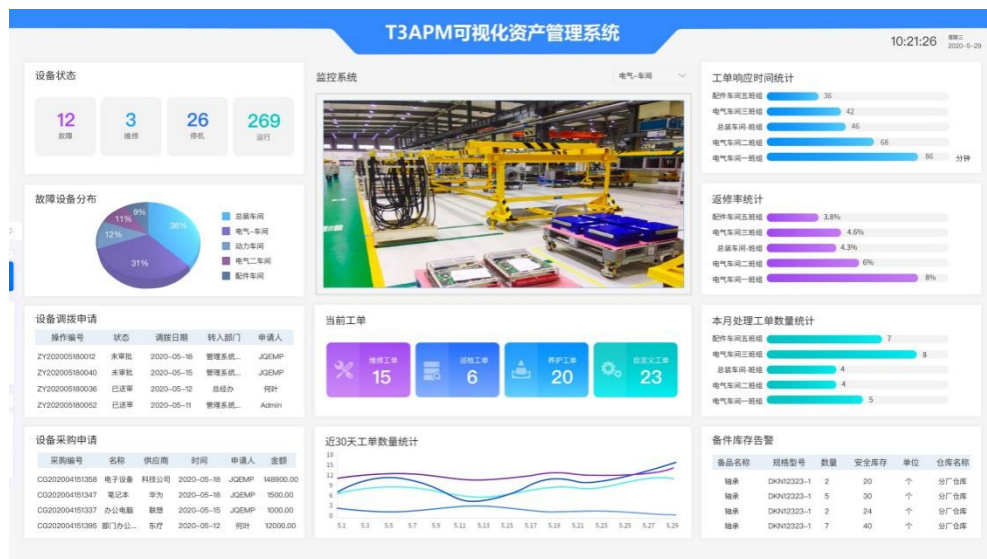 T3APM可视化资产管理系统
10:21:26
星期三
2020-5-29
设备状态
12 3 26 269
故障 维修 停机 运行
故障设备分布
9%
11%
36%
12%
31%
总装车间
电气-车间
动力车间
电气二车间
配件车间
设备调拨申请
操作编号 状态 调拨日期 转入部门 申请人
ZY202005180012 未审批 2020-05-18 管理系统... JQEMP
ZY202005180040 未审批 2020-05-15 管理系统... JQEMP
ZY202005180036 已送审 2020-05-12 总经办 何叶
ZY202005180052 已送审 2020-05-11 管理系统... Admin
设备采购申请
采购编号 名称 供应商 时间 申请人 金额
CG202004151358 电子设备 科技公司 2020-05-18 JQEMP 148900.00
CG202004151347 笔记本 华为 2020-05-18 JQEMP 1500.00
CG202004151337 办公电脑 联想 2020-05-15 JQEMP 1000.00
CG202004151395 部门办公... 东疗 2020-05-12 何叶 12000.00
监控系统
电气-车间
当前工单
维修工单 巡检工单 养护工单 自定义工单
15 6 20 23
近30天工单数量统计
18
15
12
9
6
3
0
5.1 5.3 5.5 5.7 5.9 5.11 5.13 5.15 5.17 5.19 5.21 5.23 5.25 5.27 5.29
工单响应时间统计
配件车间五班组 36
电气车间三班组 42
总装车间-班组 46
电气车间二班组 68
电气车间一班组 86 分钟
返修率统计
配件车间五班组 3.8%
电气车间三班组 4.6%
总装车间-班组 4.3%
电气车间二班组 6%
电气车间一班组 8%
本月处理工单数量统计
配件车间五班组 7
电气车间三班组 8
总装车间-班组 4
电气车间二班组 4
电气车间一班组 5
备件库存告警
备品名称 规格型号 数量 安全库存 单位 仓库名称
轴承 DKN12323-1 2 20 个 分厂仓库
轴承 DKN12323-1 5 30 个 分厂仓库
轴承 DKN12323-1 2 24 个 分厂仓库
轴承 DKN12323-1 7 40 个 分厂仓库